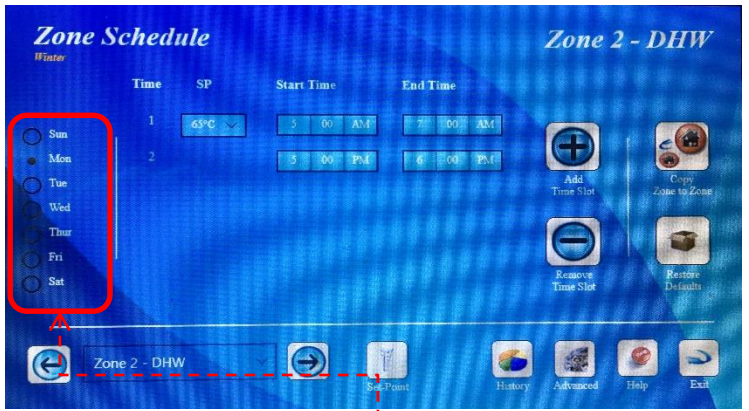 Zone Schedule
Winter
Zone 2 - DHW
Time SP Start Time End Time
1 65°C 5 00 AM 7 00 AM
2 5 00 PM 6 00 PM
Sun
Mon
Tue
Wed
Thur
Fri
Sat
Add
Time Slot
Copy
Zone to Zone
Remove
Time Slot
Restore
Defaults
Zone 2 - DHW
Set-Point
History
Advanced
Help
Exit